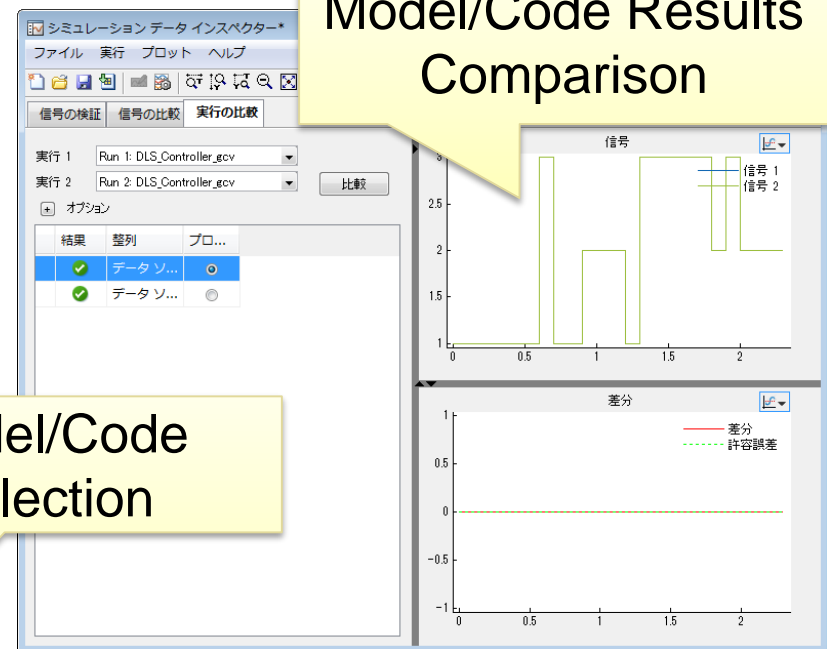 Model/Code Results
Comparison
シミュレーション データ インスペクター*
ファイル 実行 プロット ヘルプ
信号の検証 信号の比較 実行の比較
実行 1 Run 1: DLS_Controller_gcv
実行 2 Run 2: DLS_Controller_gcv 比較
+ オプション
結果 整列 プロ...
データ ソ...
データ ソ...
信号
3
2.5
2
1.5
1
0 0.5 1 1.5 2
信号 1
信号 2
差分
1
0.5
0
-0.5
-1
0 0.5 1 1.5 2
差分
許容誤差
del/Code
lection